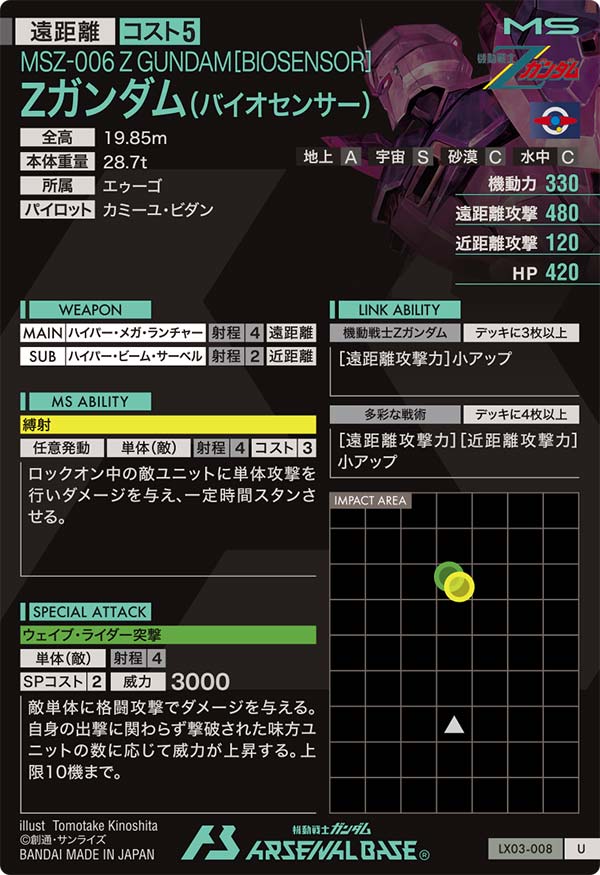 遠距離 コスト5 MS
MSZ-006 Z GUNDAM[BIOSENSOR]
機動戦士Zガンダム
Zガンダム(バイオセンサー)
全高 19.85m
本体重量 28.7t
所属 エゥーゴ
パイロット カミーユ・ビダン
地上 A 宇宙 S 砂漠 C 水中 C
機動力 330
遠距離攻撃 480
近距離攻撃 120
HP 420
WEAPON
MAIN ハイパー・メガ・ランチャー 射程 4 遠距離
SUB ハイパー・ビーム・サーベル 射程 2 近距離
MS ABILITY
縛射
任意発動 単体(敵) 射程 4 コスト 3
ロックオン中の敵ユニットに単体攻撃を
行いダメージを与え、一定時間スタンさ
せる。
SPECIAL ATTACK
ウェイブ・ライダー突撃
単体(敵) 射程 4
SPコスト 2 威力 3000
敵単体に格闘攻撃でダメージを与える。
自身の出撃に関わらず撃破された味方ユ
ニットの数に応じて威力が上昇する。上
限10機まで。
LINK ABILITY
機動戦士Zガンダム デッキに3枚以上
[遠距離攻撃力]小アップ
多彩な戦術 デッキに4枚以上
[遠距離攻撃力][近距離攻撃力]
小アップ
IMPACT AREA
illust Tomotake Kinoshita
©創通・サンライズ
BANDAI MADE IN JAPAN
機動戦士ガンダム
AB ARSENAL BASE ®
LX03-008 U